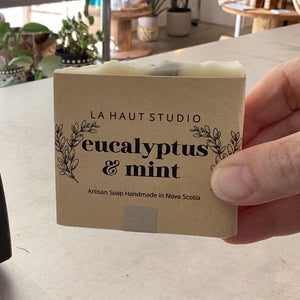 LA HAUT STUDIO
eucalyptus
& mint
Artisan Soap Handmade in Nova Scotia